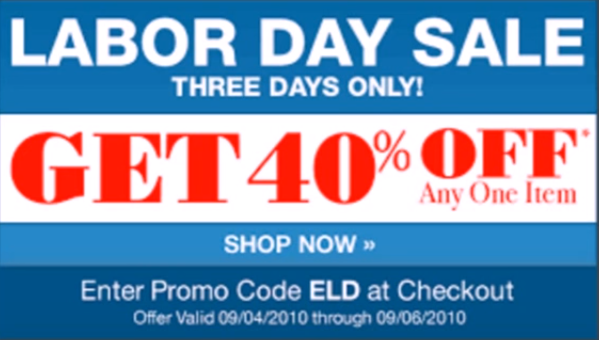 LABOR DAY SALE
THREE DAYS ONLY!
GET 40% OFF*
Any One Item
SHOP NOW »
Enter Promo Code ELD at Checkout
Offer Valid 09/04/2010 through 09/06/2010